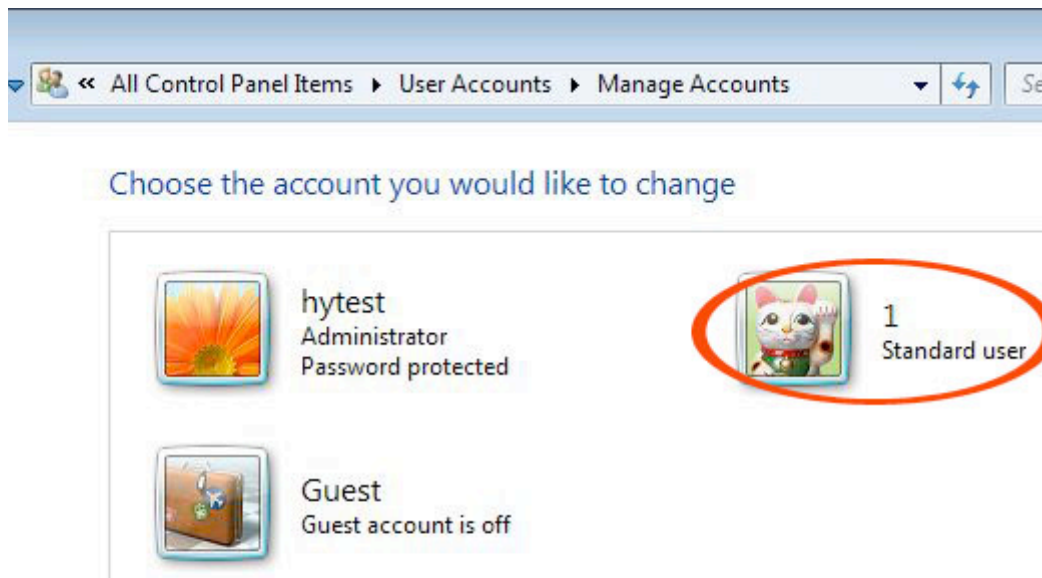 « All Control Panel Items ▸ User Accounts ▸ Manage Accounts
Choose the account you would like to change
hytest
Administrator
Password protected
1
Standard user
Guest
Guest account is off